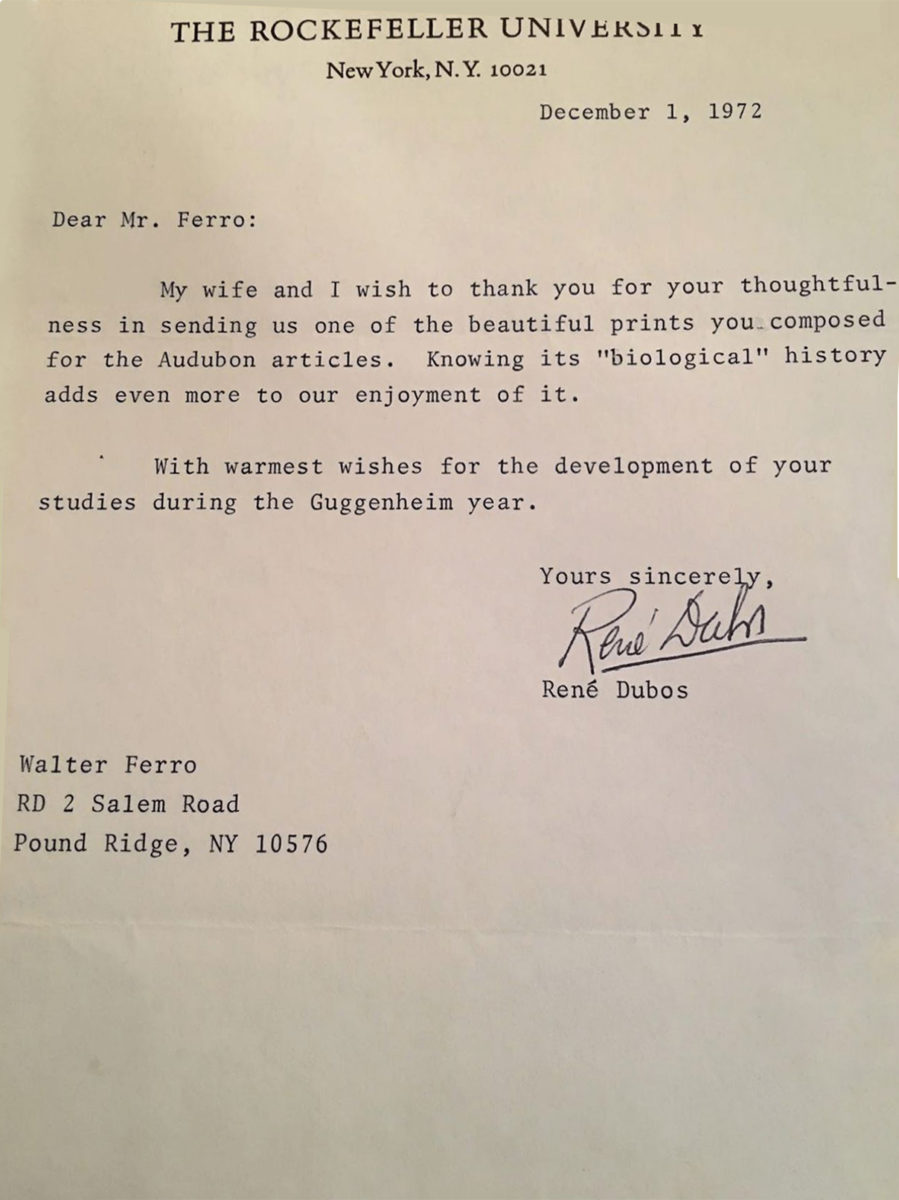 THE ROCKEFELLER UNIVERSITY
New York, N.Y. 10021
December 1, 1972
Dear Mr. Ferro:
My wife and I wish to thank you for your thoughtful-
ness in sending us one of the beautiful prints you composed
for the Audubon articles. Knowing its "biological" history
adds even more to our enjoyment of it.
With warmest wishes for the development of your
studies during the Guggenheim year.
Yours sincerely,
René Dubos
René Dubos
Walter Ferro
RD 2 Salem Road
Pound Ridge, NY 10576